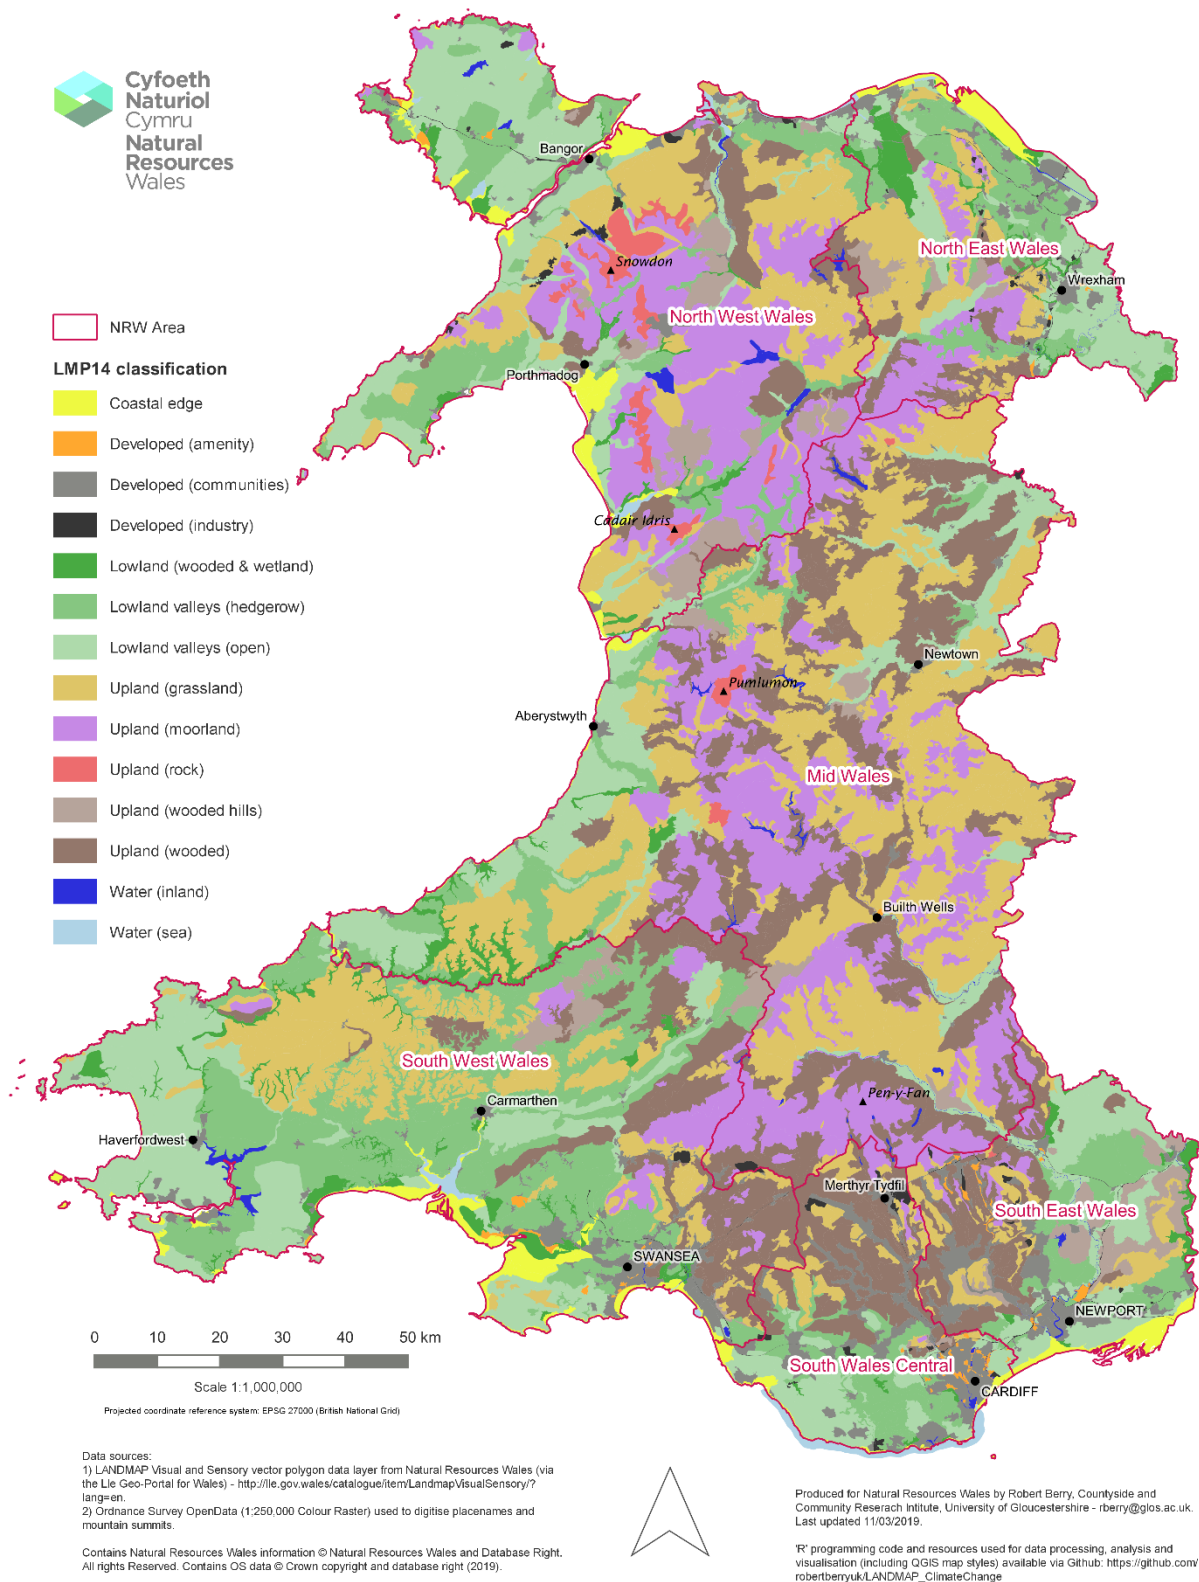 Cyfoeth
Naturiol
Cymru
Natural
Resources
Wales
Bangor
Snowdon
North East Wales
Wrexham
North West Wales
Porthmadog
Cadair Idris
Newtown
Pumlumon
Aberystwyth
Mid Wales
Builth Wells
South West Wales
Carmarthen
Pen-y-Fan
Haverfordwest
Merthyr Tydfil
South East Wales
SWANSEA
NEWPORT
South Wales Central
CARDIFF
NRW Area
LMP14 classification
Coastal edge
Developed (amenity)
Developed (communities)
Developed (industry)
Lowland (wooded & wetland)
Lowland valleys (hedgerow)
Lowland valleys (open)
Upland (grassland)
Upland (moorland)
Upland (rock)
Upland (wooded hills)
Upland (wooded)
Water (inland)
Water (sea)
0 10 20 30 40 50 km
Scale 1:1,000,000
Projected coordinate reference system: EPSG 27000 (British National Grid)
Data sources:
1) LANDMAP Visual and Sensory vector polygon data layer from Natural Resources Wales (via
the Lle Geo-Portal for Wales) - http://lle.gov.wales/catalogue/item/LandmapVisualSensory/?
lang=en.
2) Ordnance Survey OpenData (1:250,000 Colour Raster) used to digitise placenames and
mountain summits.
Contains Natural Resources Wales information © Natural Resources Wales and Database Right.
All rights Reserved. Contains OS data © Crown copyright and database right (2019).
Produced for Natural Resources Wales by Robert Berry, Countyside and
Community Reserach Intitute, University of Gloucestershire - rberry@glos.ac.uk.
Last updated 11/03/2019.
'R' programming code and resources used for data processing, analysis and
visualisation (including QGIS map styles) available via Github: https://github.com/
robertberryuk/LANDMAP_ClimateChange